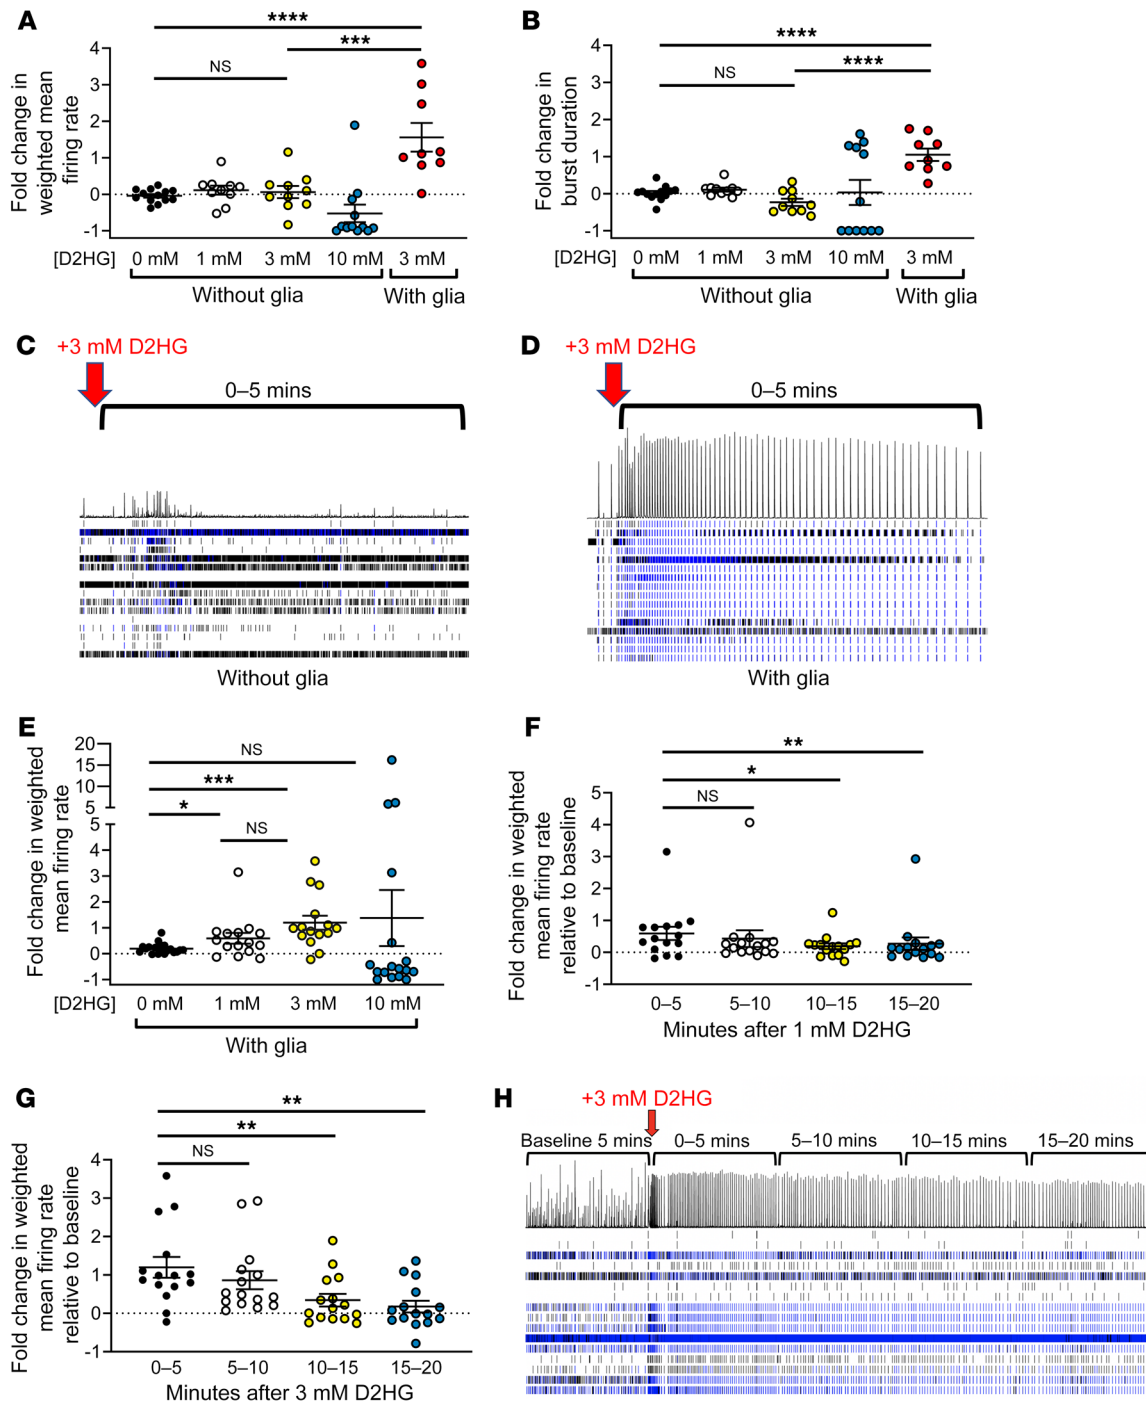 A
Fold change in
weighted mean
firing rate
4
3
2
1
0
-1
****
***
NS
[D2HG]
0 mM
1 mM
3 mM
10 mM
3 mM
Without glia
With glia
B
Fold change in
burst duration
4
3
2
1
0
-1
****
****
NS
[D2HG]
0 mM
1 mM
3 mM
10 mM
3 mM
Without glia
With glia
C
+3 mM D2HG
0–5 mins
Without glia
D
+3 mM D2HG
0–5 mins
With glia
E
Fold change in weighted
mean firing rate
20
15
10
5
5
4
3
2
1
0
-1
NS
***
*
NS
[D2HG]
0 mM
1 mM
3 mM
10 mM
With glia
F
Fold change in weighted
mean firing rate
relative to baseline
5
4
3
2
1
0
-1
**
*
NS
0–5
5–10
10–15
15–20
Minutes after 1 mM D2HG
G
Fold change in weighted
mean firing rate
relative to baseline
4
3
2
1
0
-1
**
**
NS
0–5
5–10
10–15
15–20
Minutes after 3 mM D2HG
H
+3 mM D2HG
Baseline 5 mins
0–5 mins
5–10 mins
10–15 mins
15–20 mins